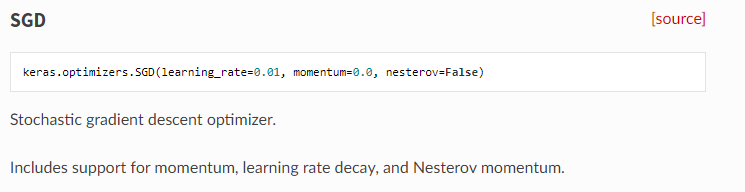 SGD
[source]
keras.optimizers.SGD(learning_rate=0.01, momentum=0.0, nesterov=False)
Stochastic gradient descent optimizer.
Includes support for momentum, learning rate decay, and Nesterov momentum.